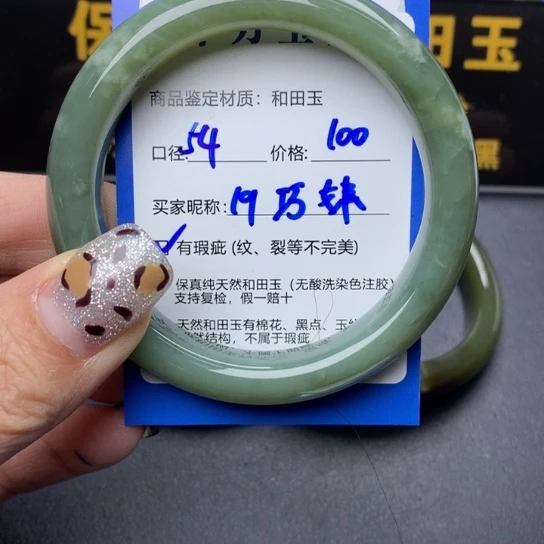 保 田玉
商品鉴定材质：和田玉
口径: 54 价格: 100
买家昵称: 19巧
有瑕疵 (纹、裂等不完美)
保真纯天然和田玉（无酸洗染色注胶）
支持复检，假一赔十
天然和田玉有棉花、黑点、玉
结构，不属于瑕疵
黑